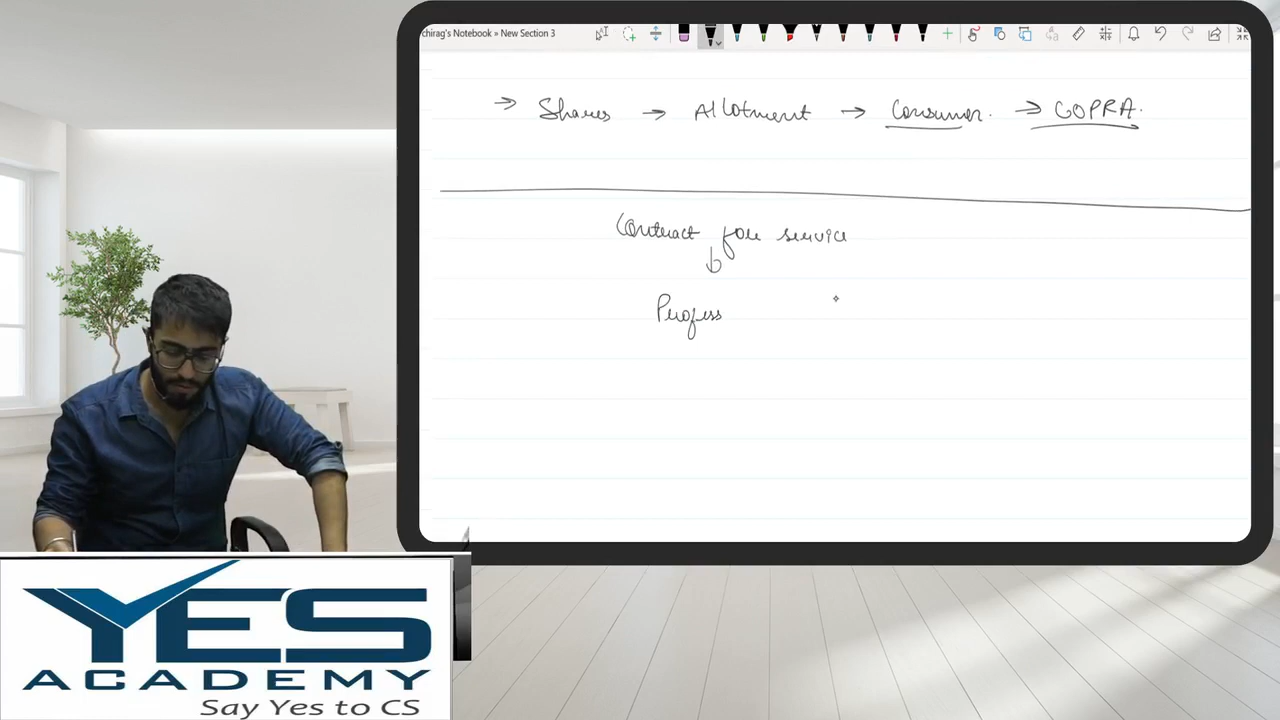 chirag's Notebook » New Section 3
→ Shares → Allotment → Consumer. ⇒ COPRA.
Contract for service
Profess
YES
ACADEMY
Say Yes to CS